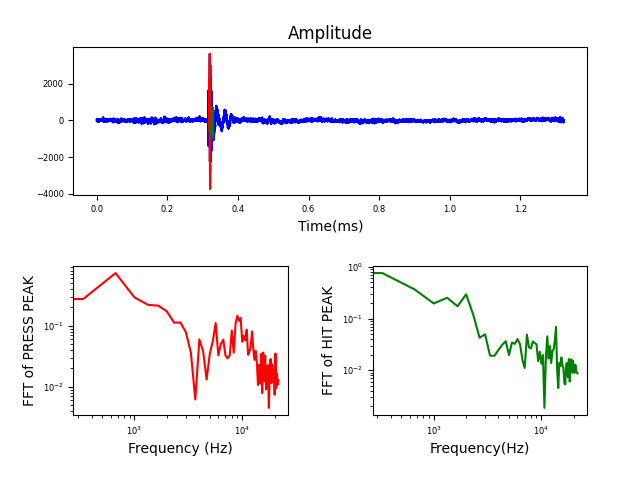 Amplitude
2000
0
−2000
−4000
0.0 0.2 0.4 0.6 0.8 1.0 1.2
Time(ms)
FFT of PRESS PEAK
10⁻¹
10⁻²
10³ 10⁴
Frequency (Hz)
FFT of HIT PEAK
10⁰
10⁻¹
10⁻²
10³ 10⁴
Frequency(Hz)